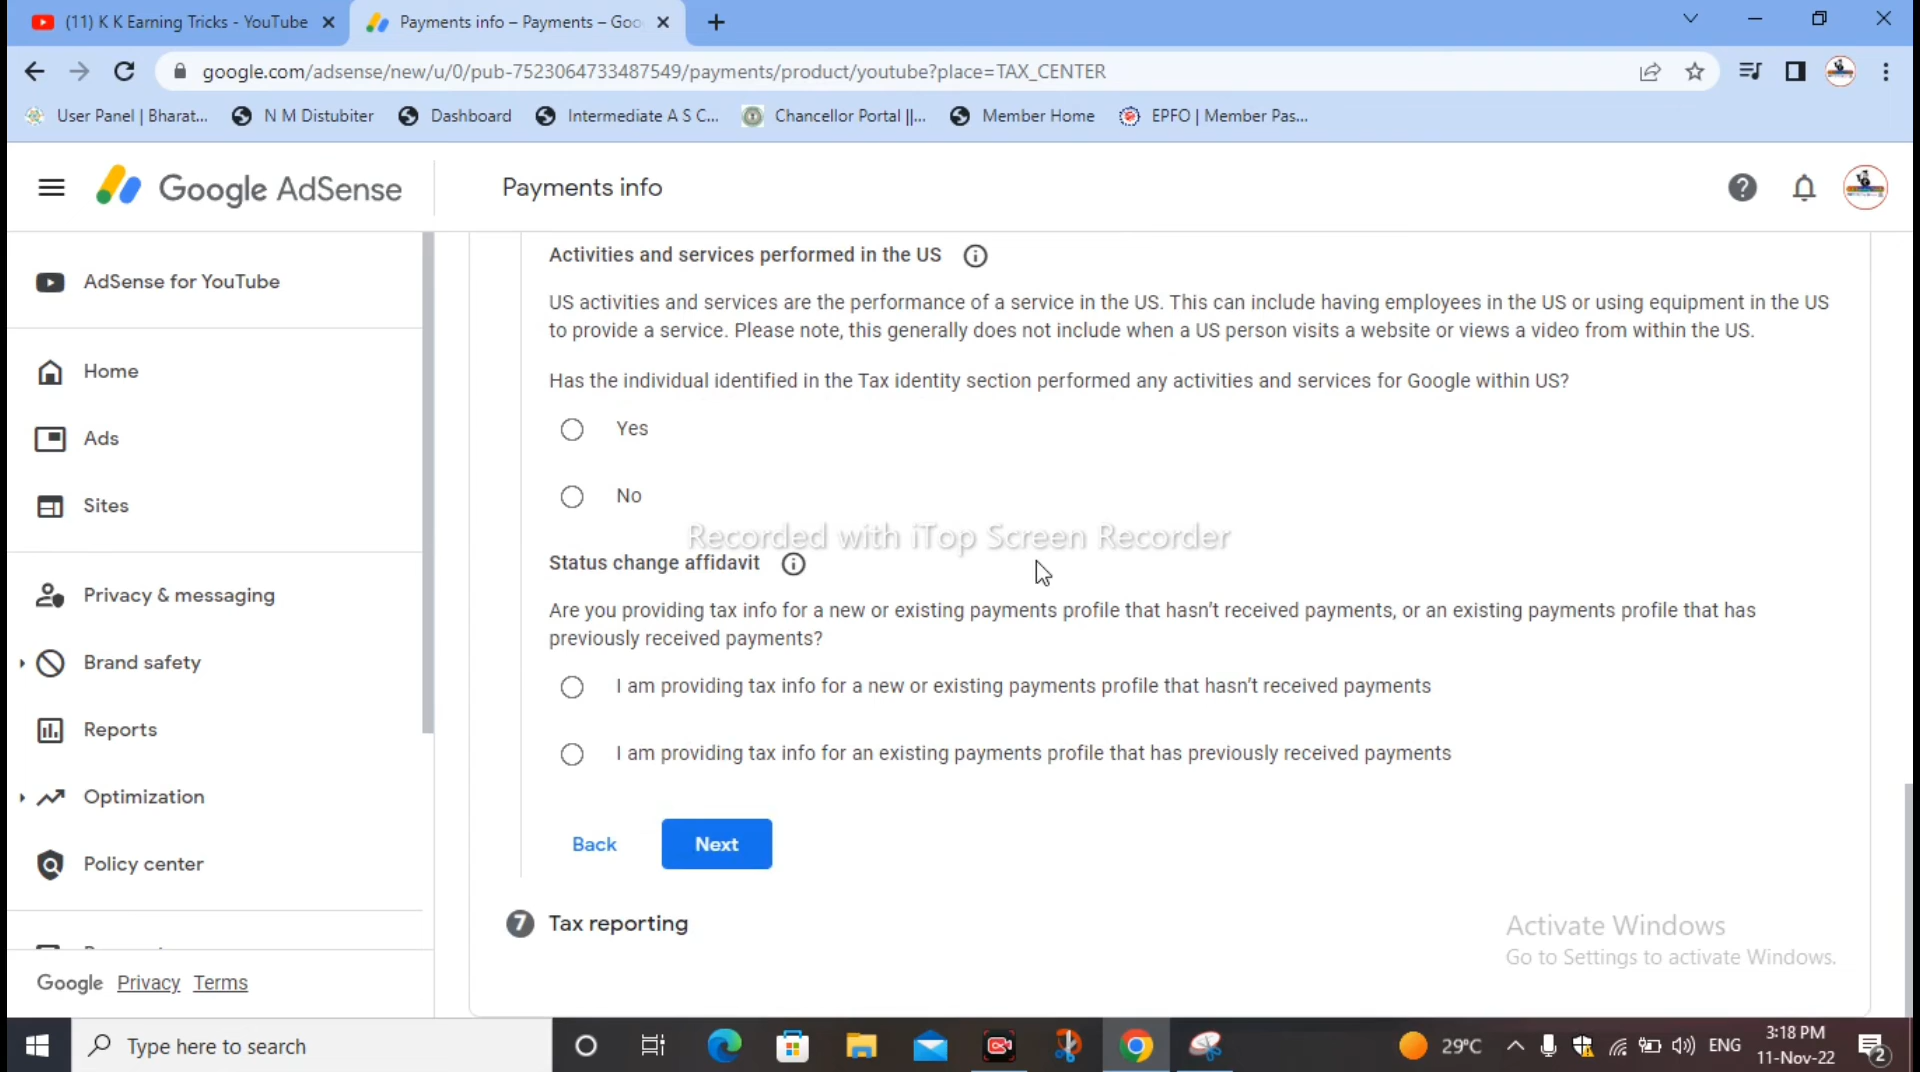 (11) K K Earning Tricks - YouTube
Payments info – Payments – Goo
google.com/adsense/new/u/0/pub-7523064733487549/payments/product/youtube?place=TAX_CENTER
User Panel | Bharat...
N M Distubiter
Dashboard
Intermediate A S C...
Chancellor Portal ||...
Member Home
EPFO | Member Pas...
Google AdSense
Payments info
AdSense for YouTube
Home
Ads
Sites
Privacy & messaging
Brand safety
Reports
Optimization
Policy center
Google Privacy Terms
Activities and services performed in the US
US activities and services are the performance of a service in the US. This can include having employees in the US or using equipment in the US
to provide a service. Please note, this generally does not include when a US person visits a website or views a video from within the US.
Has the individual identified in the Tax identity section performed any activities and services for Google within US?
Yes
No
Recorded with iTop Screen Recorder
Status change affidavit
Are you providing tax info for a new or existing payments profile that hasn't received payments, or an existing payments profile that has
previously received payments?
I am providing tax info for a new or existing payments profile that hasn't received payments
I am providing tax info for an existing payments profile that has previously received payments
Back
Next
7 Tax reporting
Activate Windows
Go to Settings to activate Windows.
Type here to search
29°C
ENG
3:18 PM
11-Nov-22
2